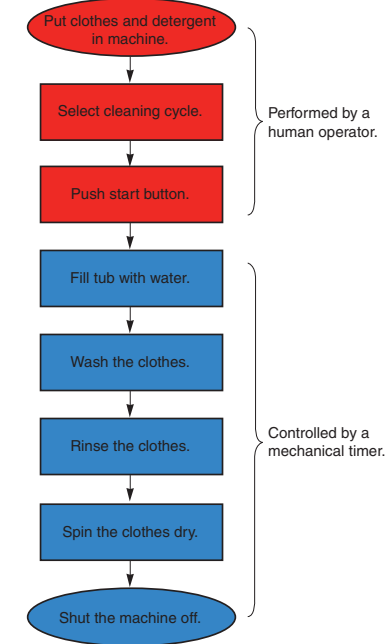 Put clothes and detergent
in machine.
Select cleaning cycle.
Performed by a
human operator.
Push start button.
Fill tub with water.
Wash the clothes.
Rinse the clothes.
Controlled by a
mechanical timer.
Spin the clothes dry.
Shut the machine off.